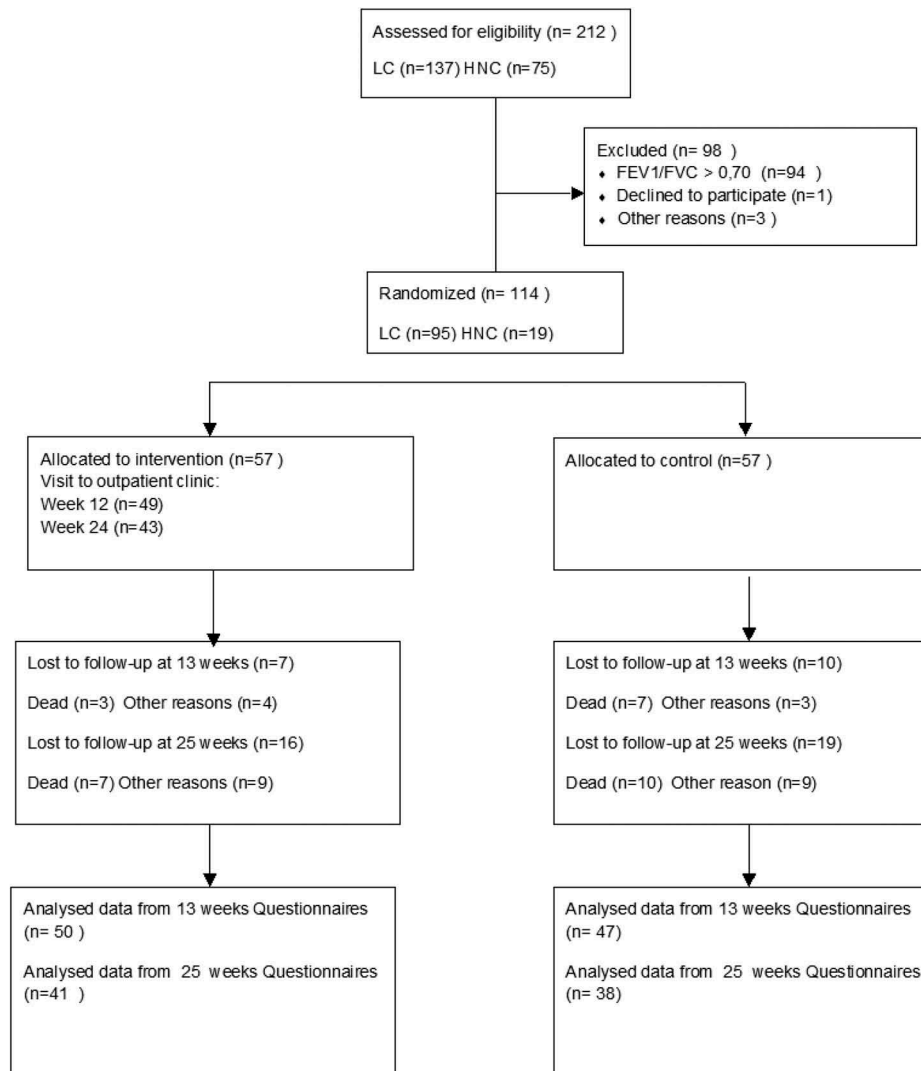 Assessed for eligibility (n= 212 )
LC (n=137) HNC (n=75)
Excluded (n= 98 )
♦ FEV1/FVC > 0,70 (n=94 )
♦ Declined to participate (n=1)
♦ Other reasons (n=3 )
Randomized (n= 114 )
LC (n=95) HNC (n=19)
Allocated to intervention (n=57 )
Visit to outpatient clinic:
Week 12 (n=49)
Week 24 (n=43)
Allocated to control (n=57 )
Lost to follow-up at 13 weeks (n=7)
Dead (n=3) Other reasons (n=4)
Lost to follow-up at 25 weeks (n=16)
Dead (n=7) Other reasons (n=9)
Lost to follow-up at 13 weeks (n=10)
Dead (n=7) Other reasons (n=3)
Lost to follow-up at 25 weeks (n=19)
Dead (n=10) Other reason (n=9)
Analysed data from 13 weeks Questionnaires
(n= 50 )
Analysed data from 25 weeks Questionnaires
(n=41 )
Analysed data from 13 weeks Questionnaires
(n= 47)
Analysed data from 25 weeks Questionnaires
(n= 38)